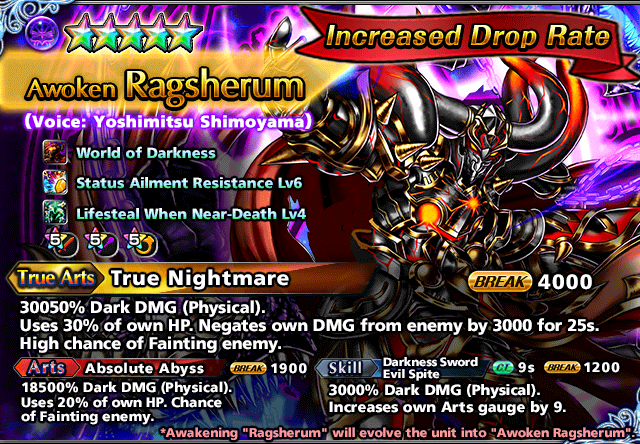 Increased Drop Rate
Awoken Ragsherum
(Voice: Yoshimitsu Shimoyama)
World of Darkness
Status Ailment Resistance Lv6
Lifesteal When Near-Death Lv4
5 5 5
True Arts True Nightmare BREAK 4000
30050% Dark DMG (Physical).
Uses 30% of own HP. Negates own DMG from enemy by 3000 for 25s.
High chance of Fainting enemy.
Arts Absolute Abyss BREAK 1900
18500% Dark DMG (Physical).
Uses 20% of own HP. Chance
of Fainting enemy.
Skill Darkness Sword
Evil Spite CT 9s BREAK 1200
3000% Dark DMG (Physical).
Increases own Arts gauge by 9.
*Awakening "Ragsherum" will evolve the unit into "Awoken Ragsherum".